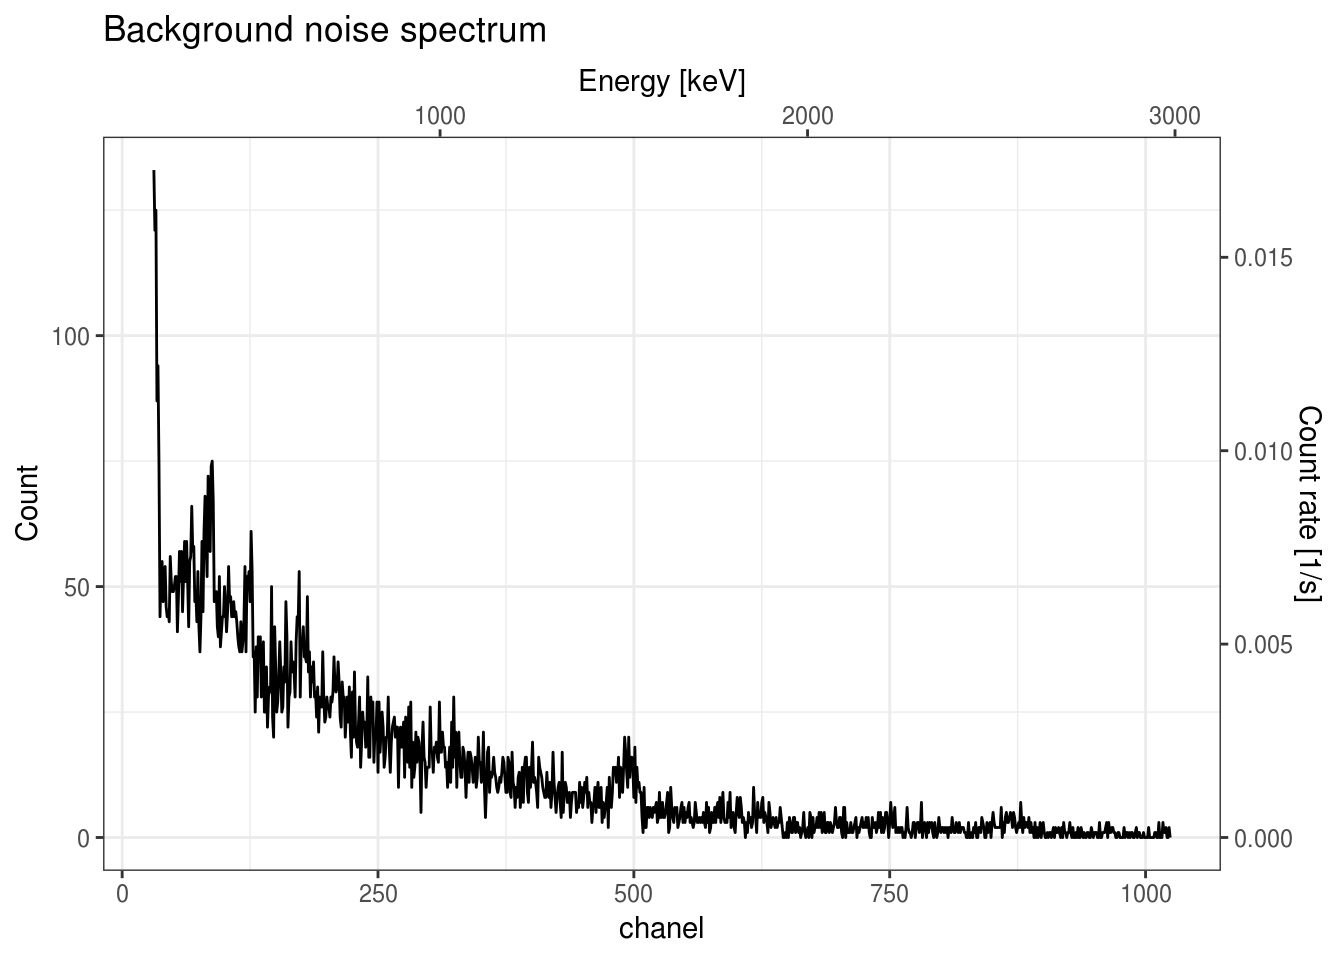 Background noise spectrum
Energy [keV]
1000 2000 3000
Count
100
50
0
0.015
0.010
0.005
0.000
Count rate [1/s]
0 250 500 750 1000
chanel